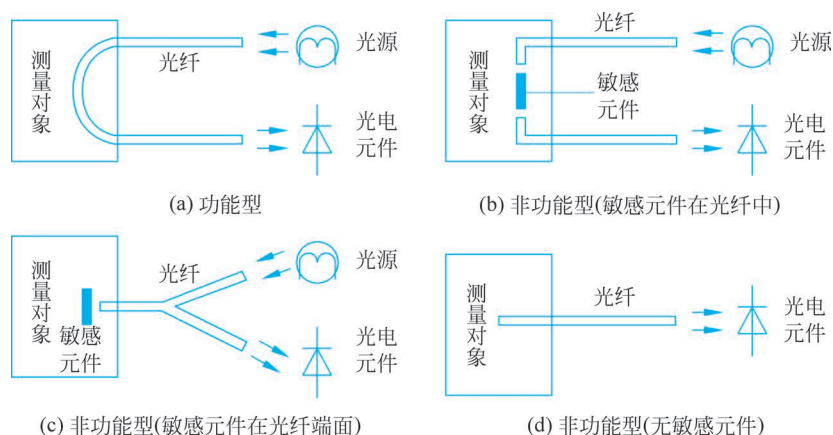 测量对象
光纤
光源
光电
元件
(a) 功能型
测量对象
光纤
光源
敏感
元件
光电
元件
(b) 非功能型(敏感元件在光纤中)
测量对象
光纤
光源
敏感
元件
光电
元件
(c) 非功能型(敏感元件在光纤端面)
测量对象
光纤
光电
元件
(d) 非功能型(无敏感元件)